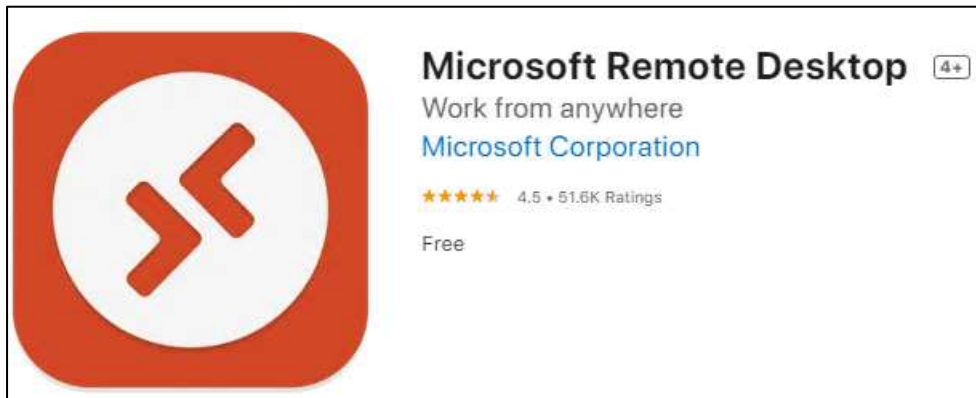 Microsoft Remote Desktop 4+
Work from anywhere
Microsoft Corporation
4.5 • 51.6K Ratings
Free